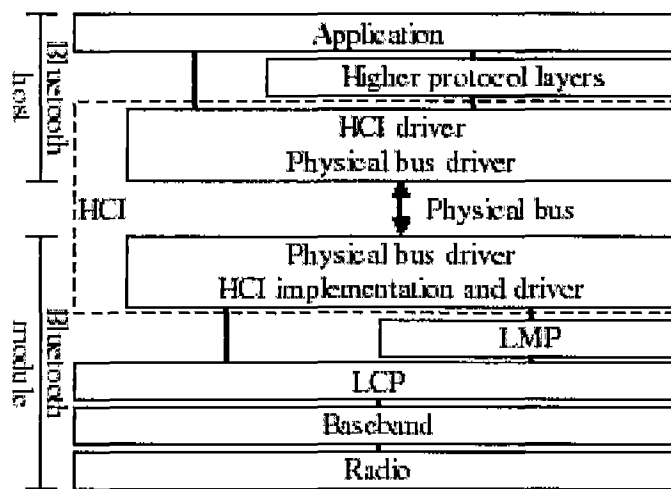 Application
Higher protocol layers
HCI driver
Physical bus driver
Bluetooth
host
HCI
Physical bus
Physical bus driver
HCI implementation and driver
LMP
LCP
Baseband
Radio
Bluetooth
module